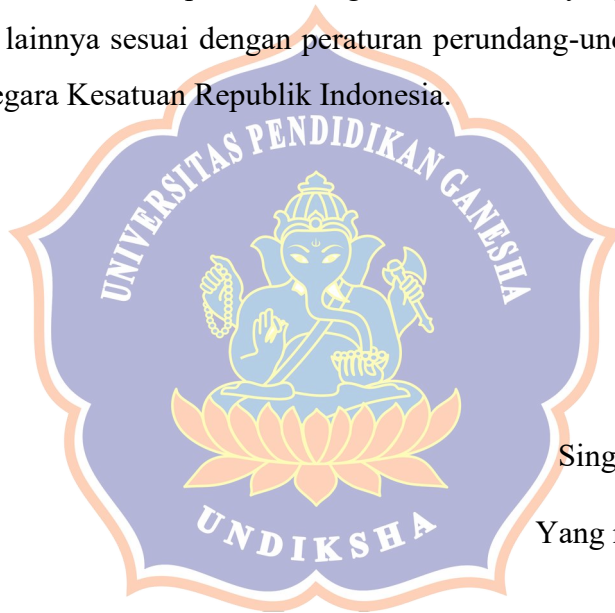 lainnya sesuai dengan peraturan perundang-und
egara Kesatuan Republik Indonesia.
UNIVERSITAS PENDIDIKAN GANESHA
Sing
Yang
UNDIKSHA